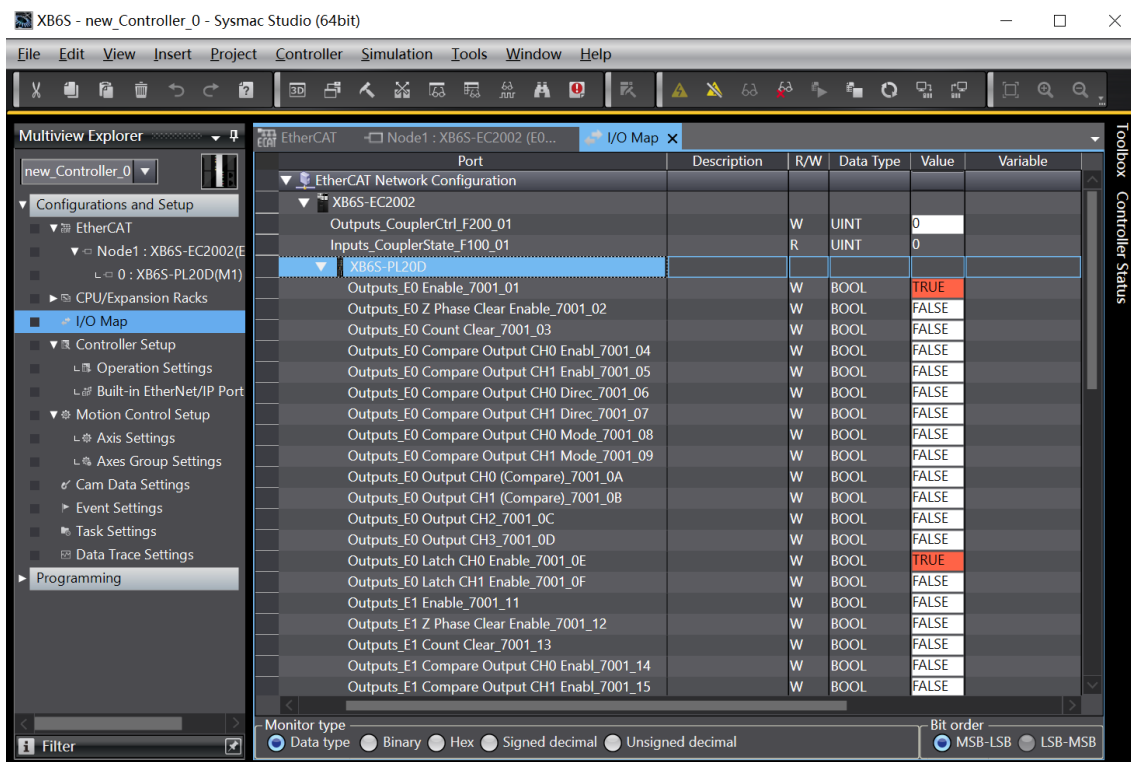 XB6S - new_Controller_0 - Sysmac Studio (64bit)
File Edit View Insert Project Controller Simulation Tools Window Help
Multiview Explorer
new_Controller_0
Configurations and Setup
EtherCAT
Node1 : XB6S-EC2002(E
0 : XB6S-PL20D(M1)
CPU/Expansion Racks
I/O Map
Controller Setup
Operation Settings
Built-in EtherNet/IP Port
Motion Control Setup
Axis Settings
Axes Group Settings
Cam Data Settings
Event Settings
Task Settings
Data Trace Settings
Programming
Filter
EtherCAT Node1 : XB6S-EC2002 (E0... I/O Map
Port Description R/W Data Type Value Variable
EtherCAT Network Configuration
XB6S-EC2002
Outputs_CouplerCtrl_F200_01 W UINT 0
Inputs_CouplerState_F100_01 R UINT 0
XB6S-PL20D
Outputs_E0 Enable_7001_01 W BOOL TRUE
Outputs_E0 Z Phase Clear Enable_7001_02 W BOOL FALSE
Outputs_E0 Count Clear_7001_03 W BOOL FALSE
Outputs_E0 Compare Output CH0 Enabl_7001_04 W BOOL FALSE
Outputs_E0 Compare Output CH1 Enabl_7001_05 W BOOL FALSE
Outputs_E0 Compare Output CH0 Direc_7001_06 W BOOL FALSE
Outputs_E0 Compare Output CH1 Direc_7001_07 W BOOL FALSE
Outputs_E0 Compare Output CH0 Mode_7001_08 W BOOL FALSE
Outputs_E0 Compare Output CH1 Mode_7001_09 W BOOL FALSE
Outputs_E0 Output CH0 (Compare)_7001_0A W BOOL FALSE
Outputs_E0 Output CH1 (Compare)_7001_0B W BOOL FALSE
Outputs_E0 Output CH2_7001_0C W BOOL FALSE
Outputs_E0 Output CH3_7001_0D W BOOL FALSE
Outputs_E0 Latch CH0 Enable_7001_0E W BOOL TRUE
Outputs_E0 Latch CH1 Enable_7001_0F W BOOL FALSE
Outputs_E1 Enable_7001_11 W BOOL FALSE
Outputs_E1 Z Phase Clear Enable_7001_12 W BOOL FALSE
Outputs_E1 Count Clear_7001_13 W BOOL FALSE
Outputs_E1 Compare Output CH0 Enabl_7001_14 W BOOL FALSE
Outputs_E1 Compare Output CH1 Enabl_7001_15 W BOOL FALSE
Monitor type
Data type Binary Hex Signed decimal Unsigned decimal
Bit order
MSB-LSB LSB-MSB
Toolbox
Controller Status